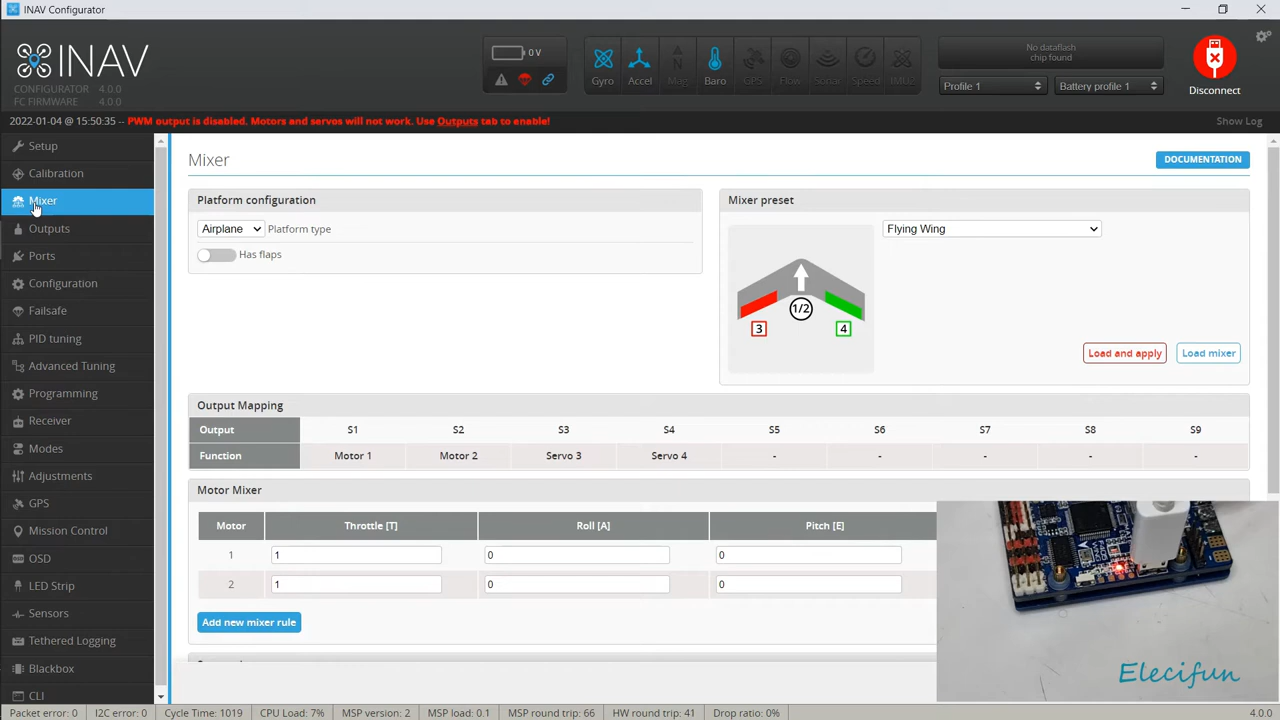 INAV Configurator
INAV
CONFIGURATOR 4.0.0
FC FIRMWARE 4.0.0
0 V
Gyro
Accel
Mag
Baro
GPS
Flow
Sonar
Speed
IMU2
No dataflash
chip found
Profile 1
Battery profile 1
Disconnect
2022-01-04 @ 15:50:35 -- PWM output is disabled. Motors and servos will not work. Use Outputs tab to enable!
Show Log
Setup
Calibration
Mixer
Outputs
Ports
Configuration
Failsafe
PID tuning
Advanced Tuning
Programming
Receiver
Modes
Adjustments
GPS
Mission Control
OSD
LED Strip
Sensors
Tethered Logging
Blackbox
CLI
Mixer
DOCUMENTATION
Platform configuration
Airplane
Platform type
Has flaps
Mixer preset
Flying Wing
1/2
3
4
Load and apply
Load mixer
Output Mapping
Output S1 S2 S3 S4 S5 S6 S7 S8 S9
Function Motor 1 Motor 2 Servo 3 Servo 4 - - - - -
Motor Mixer
Motor Throttle [T] Roll [A] Pitch [E]
1 1 0 0
2 1 0 0
Add new mixer rule
Elecifun
Packet error: 0 I2C error: 0 Cycle Time: 1019 CPU Load: 7% MSP version: 2 MSP load: 0.1 MSP round trip: 66 HW round trip: 41 Drop ratio: 0% 4.0.0